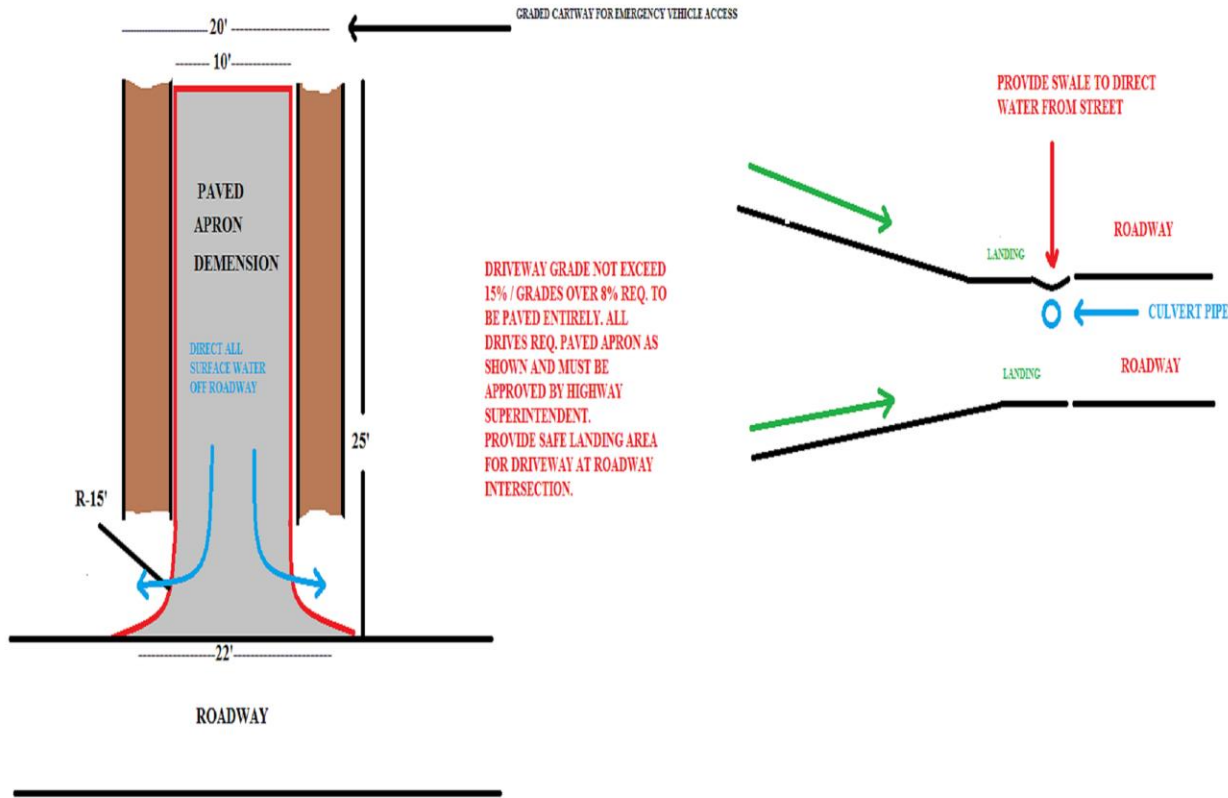 GRADED CARTWAY FOR EMERGENCY VEHICLE ACCESS
20'
10'
PAVED
APRON
DEMENSION
DIRECT ALL
SURFACE WATER
OFF ROADWAY
25'
R-15'
22'
ROADWAY
DRIVEWAY GRADE NOT EXCEED
15% / GRADES OVER 8% REQ. TO
BE PAVED ENTIRELY. ALL
DRIVES REQ. PAVED APRON AS
SHOWN AND MUST BE
APPROVED BY HIGHWAY
SUPERINTENDENT.
PROVIDE SAFE LANDING AREA
FOR DRIVEWAY AT ROADWAY
INTERSECTION.
PROVIDE SWALE TO DIRECT
WATER FROM STREET
LANDING
ROADWAY
CULVERT PIPE
LANDING
ROADWAY